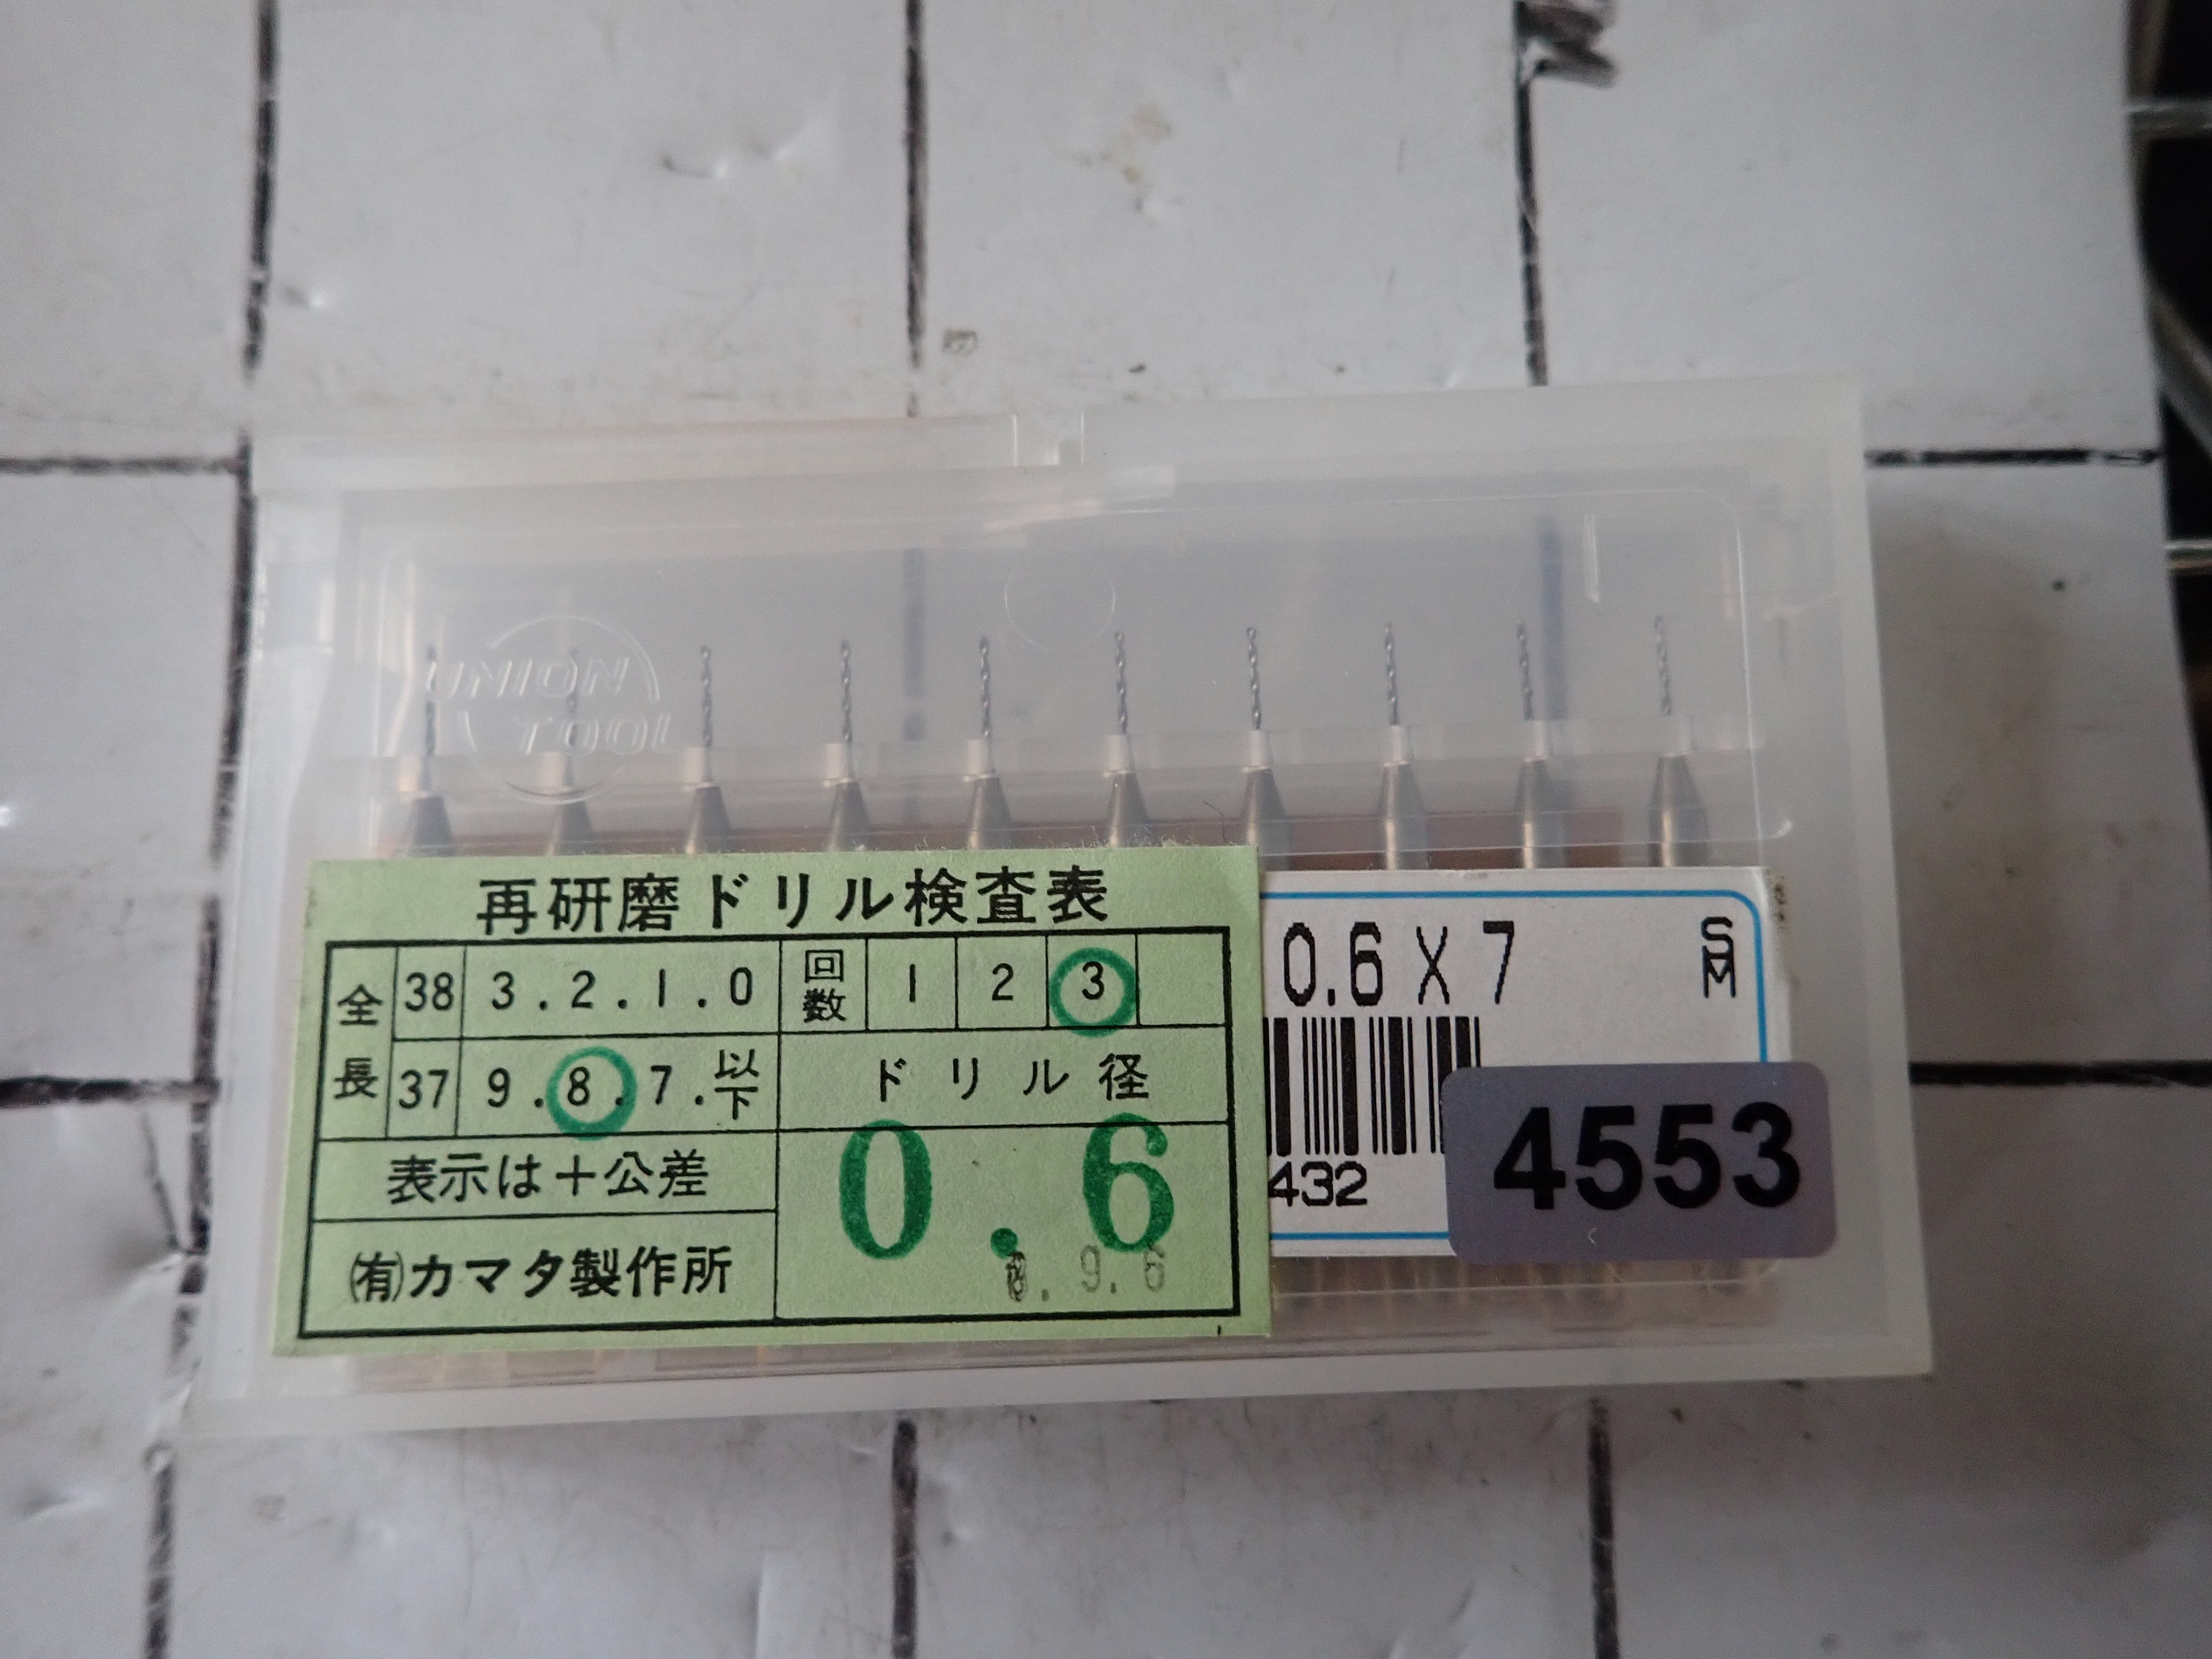 UNION
TOOL
再研磨ドリル検査表
全長 38 3.2.1.0 回数 1 2 3
37 9.8.7.以下 ドリル径
表示は+公差 0.6
㈲カマタ製作所
0.6 X 7 SM
432
4553